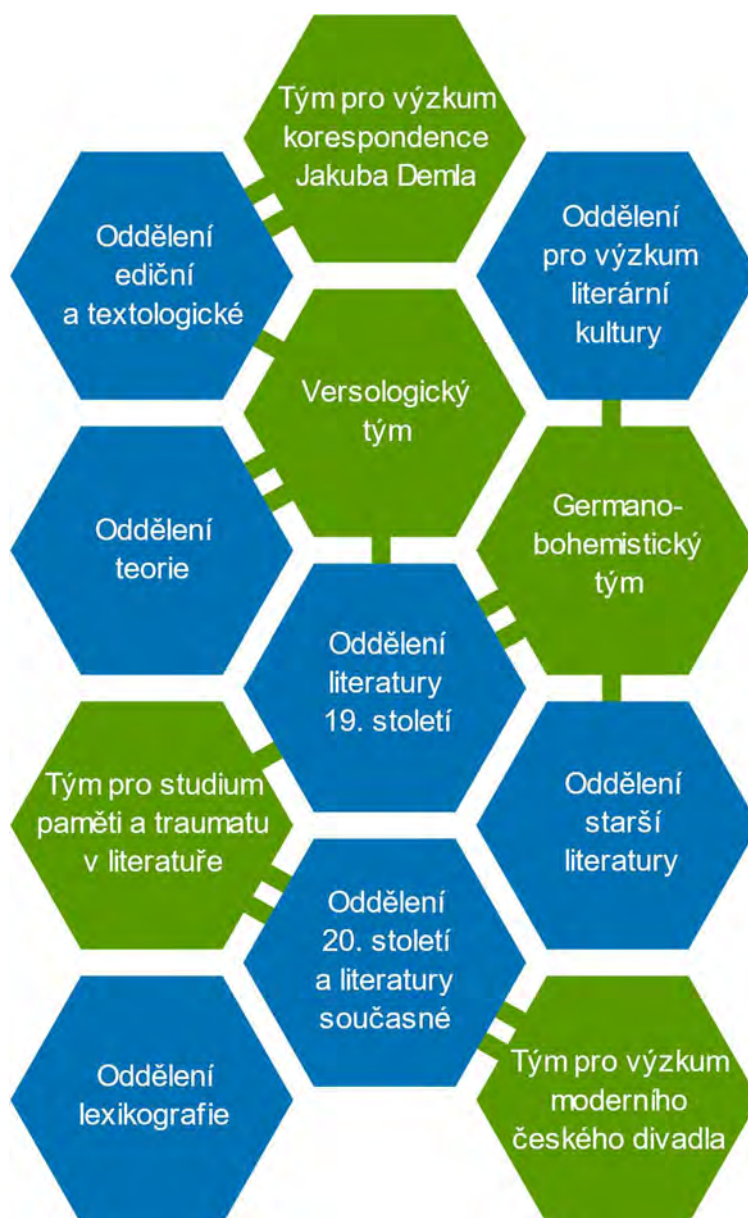 Tým pro výzkum
korespondence
Jakuba Demla
Oddělení
ediční
a textologické
Oddělení
pro výzkum
literární
kultury
Versologický
tým
Oddělení
teorie
Germano-
bohemistický
tým
Oddělení
literatury
19. století
Tým pro studium
paměti a traumatu
v literatuře
Oddělení
starší
literatury
Oddělení
20. století
a literatury
současné
Oddělení
lexikografie
Tým pro výzkum
moderního
českého divadla